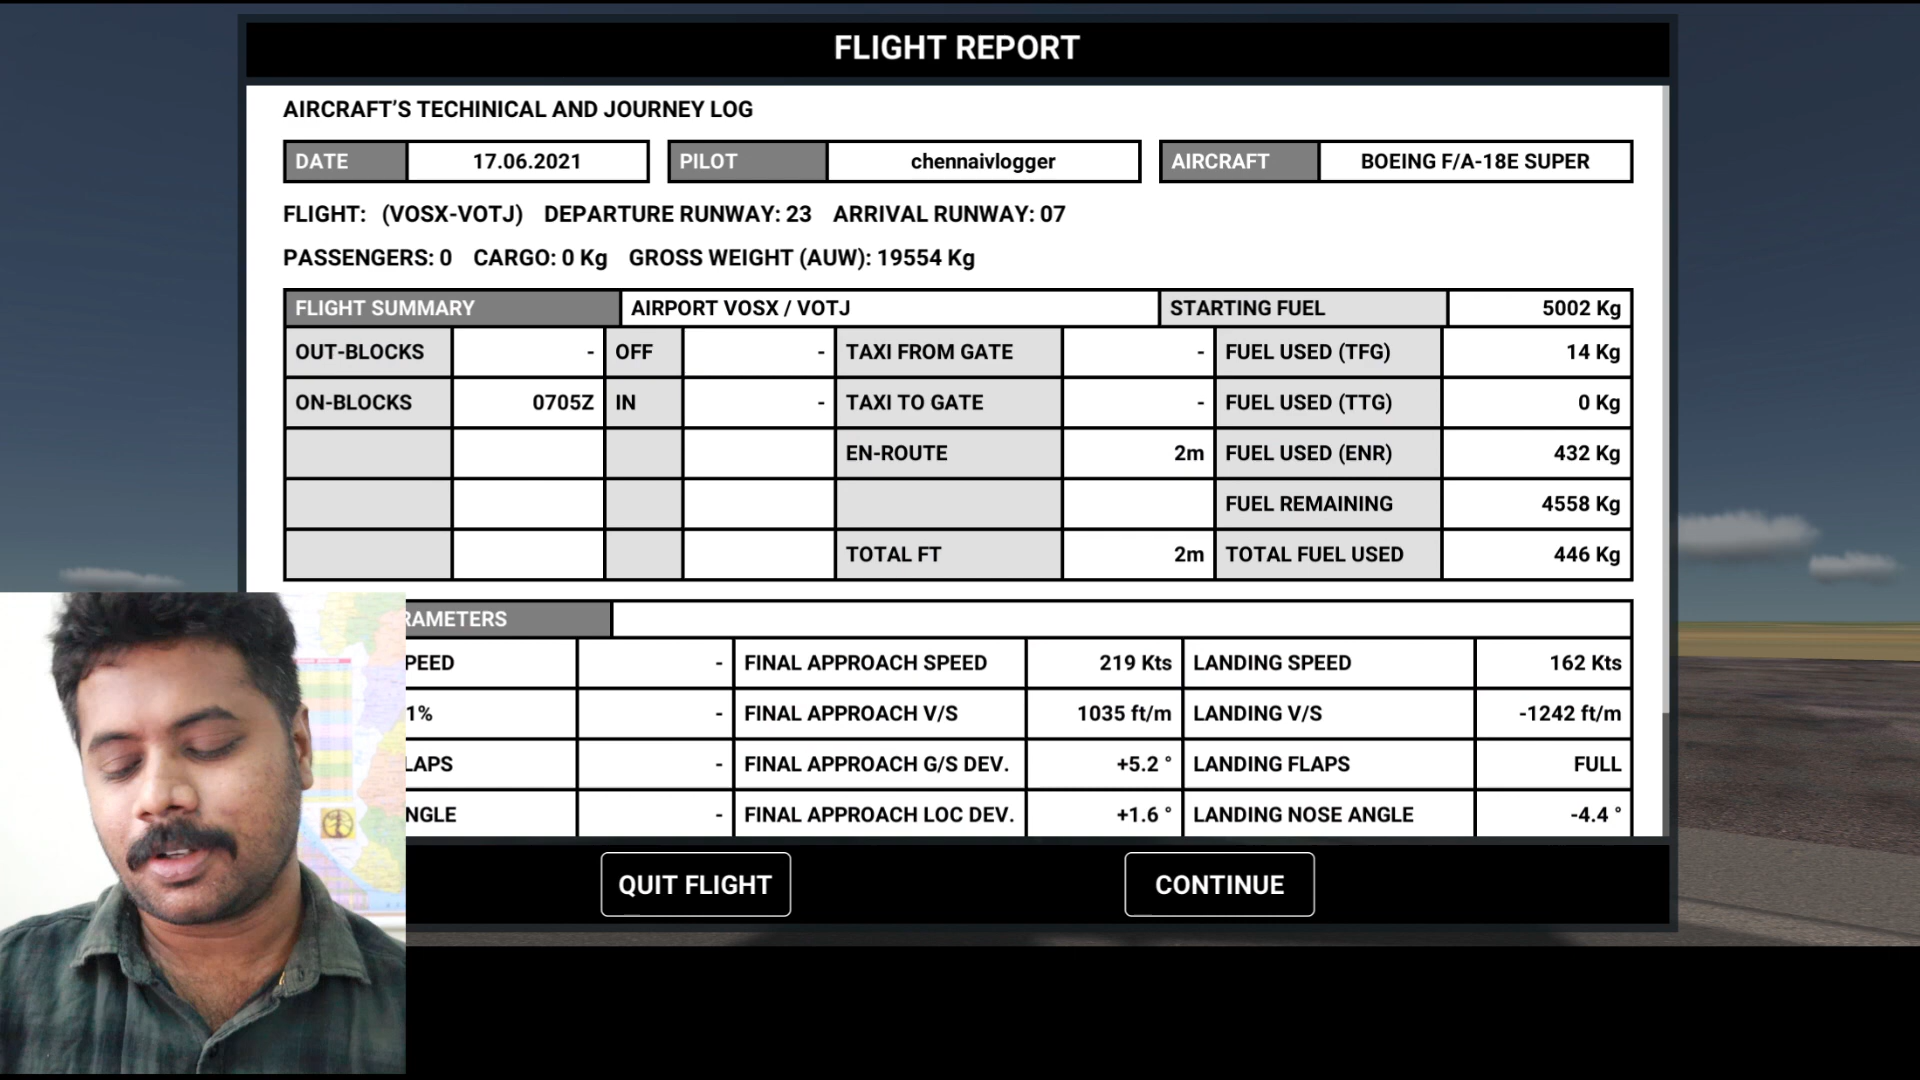 FLIGHT REPORT
AIRCRAFT'S TECHINICAL AND JOURNEY LOG
DATE 17.06.2021 PILOT chennaivlogger AIRCRAFT BOEING F/A-18E SUPER
FLIGHT: (VOSX-VOTJ) DEPARTURE RUNWAY: 23 ARRIVAL RUNWAY: 07
PASSENGERS: 0 CARGO: 0 Kg GROSS WEIGHT (AUW): 19554 Kg
FLIGHT SUMMARY AIRPORT VOSX / VOTJ STARTING FUEL 5002 Kg
OUT-BLOCKS - OFF - TAXI FROM GATE - FUEL USED (TFG) 14 Kg
ON-BLOCKS 0705Z IN - TAXI TO GATE - FUEL USED (TTG) 0 Kg
EN-ROUTE 2m FUEL USED (ENR) 432 Kg
FUEL REMAINING 4558 Kg
TOTAL FT 2m TOTAL FUEL USED 446 Kg
RAMETERS
PEED - FINAL APPROACH SPEED 219 Kts LANDING SPEED 162 Kts
1% - FINAL APPROACH V/S 1035 ft/m LANDING V/S -1242 ft/m
LAPS - FINAL APPROACH G/S DEV. +5.2 ° LANDING FLAPS FULL
NGLE - FINAL APPROACH LOC DEV. +1.6 ° LANDING NOSE ANGLE -4.4 °
QUIT FLIGHT CONTINUE